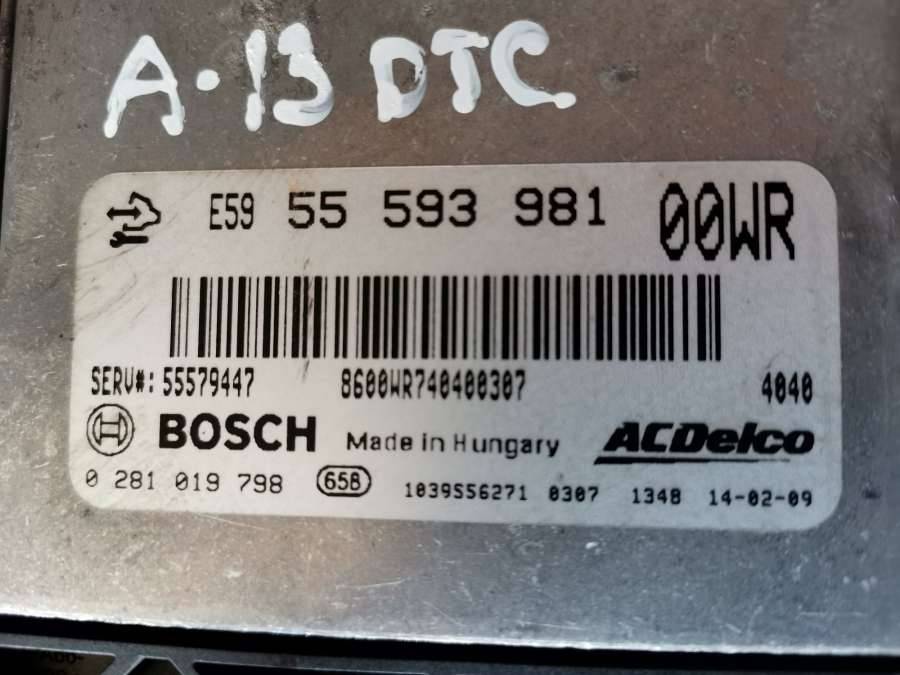 A-13 DTC
E59 55 593 981 00WR
SERV#: 55579447 8600WR740400307 4040
BOSCH Made in Hungary ACDelco
0 281 019 798 658 1039S56271 0307 1348 14-02-09